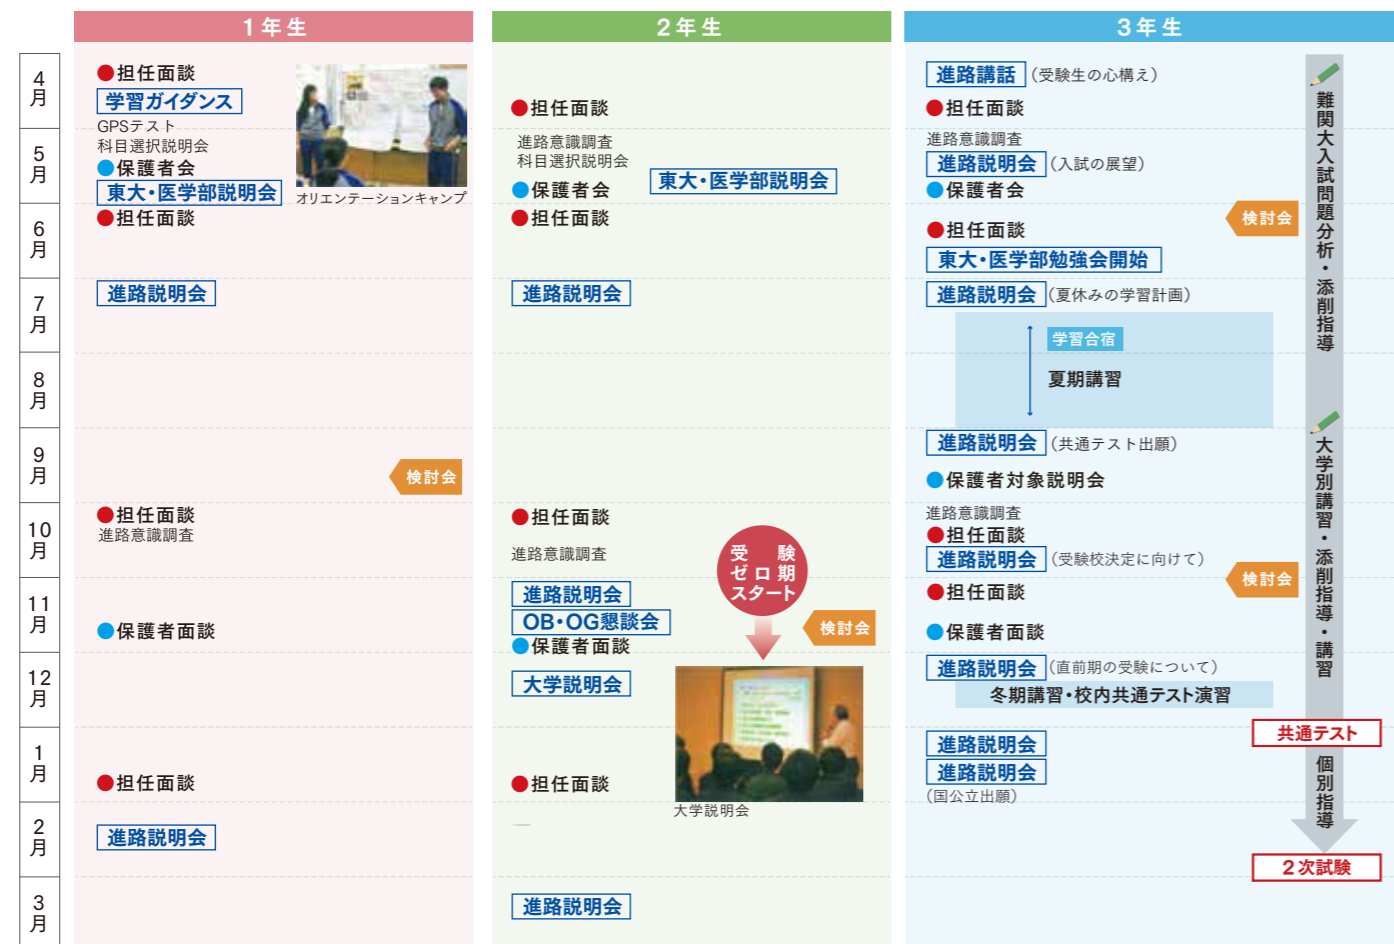 1年生
2年生
3年生
4月
5月
6月
7月
8月
9月
10月
11月
12月
1月
2月
3月
●担任面談
学習ガイダンス
GPSテスト
科目選択説明会
●保護者会
東大・医学部説明会
オリエンテーションキャンプ
●担任面談
進路説明会
検討会
●担任面談
進路意識調査
●保護者面談
●担任面談
進路説明会
●担任面談
進路意識調査
科目選択説明会
●保護者会
東大・医学部説明会
●担任面談
進路説明会
●担任面談
進路意識調査
受験
ゼロ期
スタート
進路説明会
OB・OG懇談会
●保護者面談
検討会
大学説明会
大学説明会
●担任面談
進路説明会
進路講話(受験生の心構え)
●担任面談
進路意識調査
進路説明会(入試の展望)
●保護者会
検討会
●担任面談
東大・医学部勉強会開始
進路説明会(夏休みの学習計画)
学習合宿
夏期講習
進路説明会(共通テスト出願)
●保護者対象説明会
進路意識調査
●担任面談
進路説明会(受験校決定に向けて)
検討会
●担任面談
●保護者面談
進路説明会(直前期の受験について)
冬期講習・校内共通テスト演習
進路説明会
進路説明会
(国公立出願)
難関大入試問題分析・添削指導
大学別講習・添削指導・講習
共通テスト
個別指導
2次試験